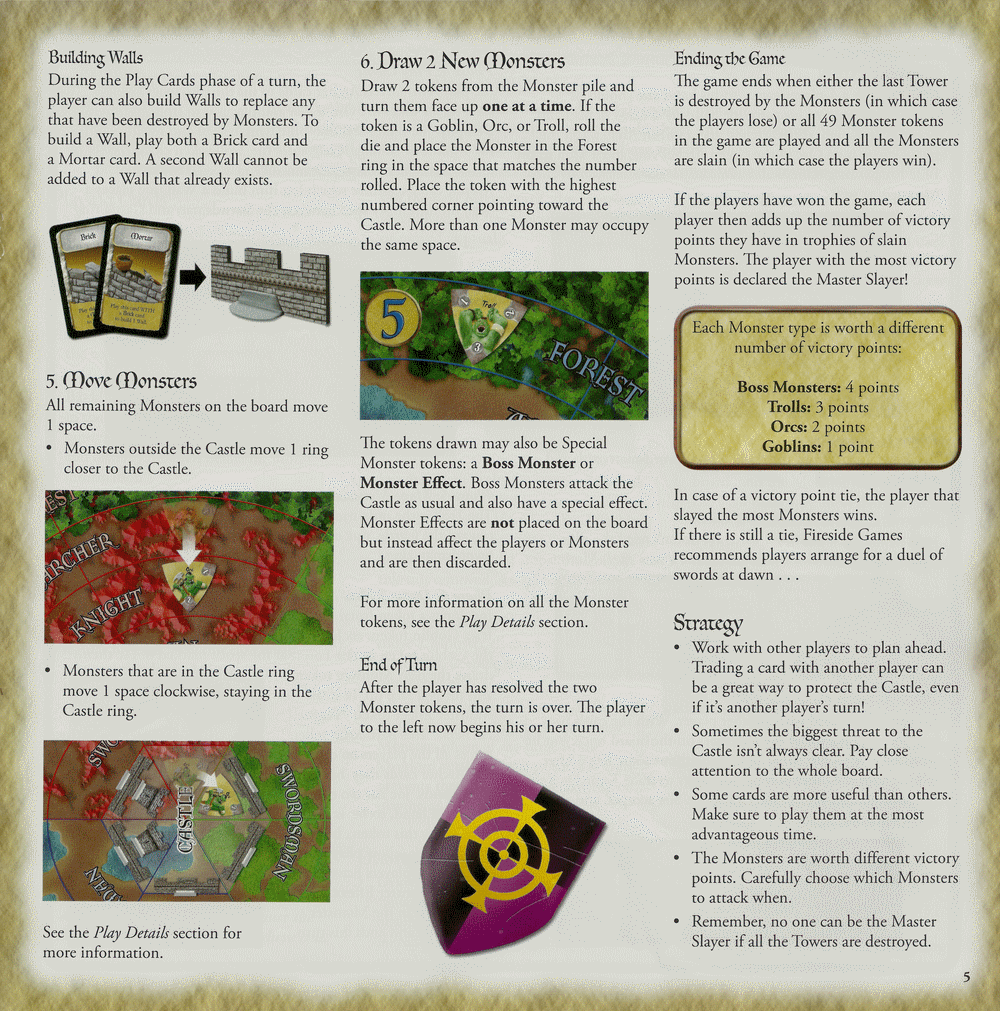 Building Walls
During the Play Cards phase of a turn, the
player can also build Walls to replace any
that have been destroyed by Monsters. To
build a Wall, play both a Brick card and
a Mortar card. A second Wall cannot be
added to a Wall that already exists.
Brick
Mortar
Play this card WITH
a Brick card
to build 1 Wall.
5. Move Monsters
All remaining Monsters on the board move
1 space.
• Monsters outside the Castle move 1 ring
closer to the Castle.
ARCHER
KNIGHT
• Monsters that are in the Castle ring
move 1 space clockwise, staying in the
Castle ring.
CASTLE
SWORDSMAN
See the Play Details section for
more information.
6. Draw 2 New Monsters
Draw 2 tokens from the Monster pile and
turn them face up one at a time. If the
token is a Goblin, Orc, or Troll, roll the
die and place the Monster in the Forest
ring in the space that matches the number
rolled. Place the token with the highest
numbered corner pointing toward the
Castle. More than one Monster may occupy
the same space.
5
Troll
1
2
3
FOREST
The tokens drawn may also be Special
Monster tokens: a Boss Monster or
Monster Effect. Boss Monsters attack the
Castle as usual and also have a special effect.
Monster Effects are not placed on the board
but instead affect the players or Monsters
and are then discarded.
For more information on all the Monster
tokens, see the Play Details section.
End of Turn
After the player has resolved the two
Monster tokens, the turn is over. The player
to the left now begins his or her turn.
Ending the Game
The game ends when either the last Tower
is destroyed by the Monsters (in which case
the players lose) or all 49 Monster tokens
in the game are played and all the Monsters
are slain (in which case the players win).
If the players have won the game, each
player then adds up the number of victory
points they have in trophies of slain
Monsters. The player with the most victory
points is declared the Master Slayer!
Each Monster type is worth a different
number of victory points:
Boss Monsters: 4 points
Trolls: 3 points
Orcs: 2 points
Goblins: 1 point
In case of a victory point tie, the player that
slayed the most Monsters wins.
If there is still a tie, Fireside Games
recommends players arrange for a duel of
swords at dawn . . .
Strategy
• Work with other players to plan ahead.
Trading a card with another player can
be a great way to protect the Castle, even
if it's another player's turn!
• Sometimes the biggest threat to the
Castle isn't always clear. Pay close
attention to the whole board.
• Some cards are more useful than others.
Make sure to play them at the most
advantageous time.
• The Monsters are worth different victory
points. Carefully choose which Monsters
to attack when.
• Remember, no one can be the Master
Slayer if all the Towers are destroyed.
5